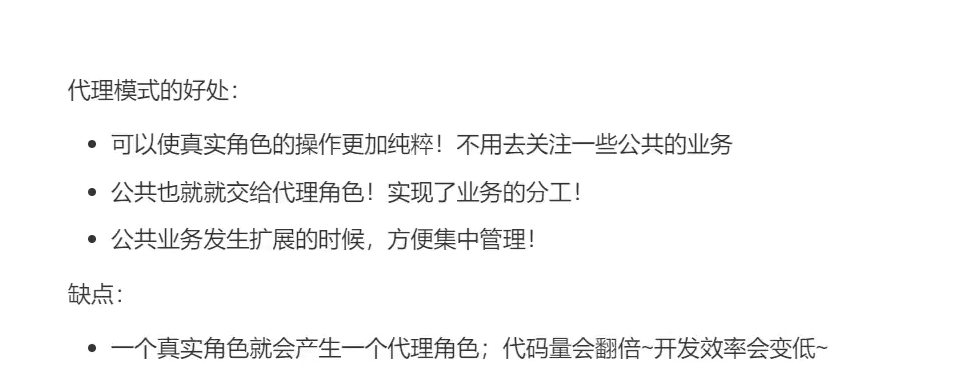 代理模式的好处：
可以使真实角色的操作更加纯粹！不用去关注一些公共的业务
公共也就就交给代理角色！实现了业务的分工！
公共业务发生扩展的时候，方便集中管理！
缺点：
一个真实角色就会产生一个代理角色；代码量会翻倍~开发效率会变低~